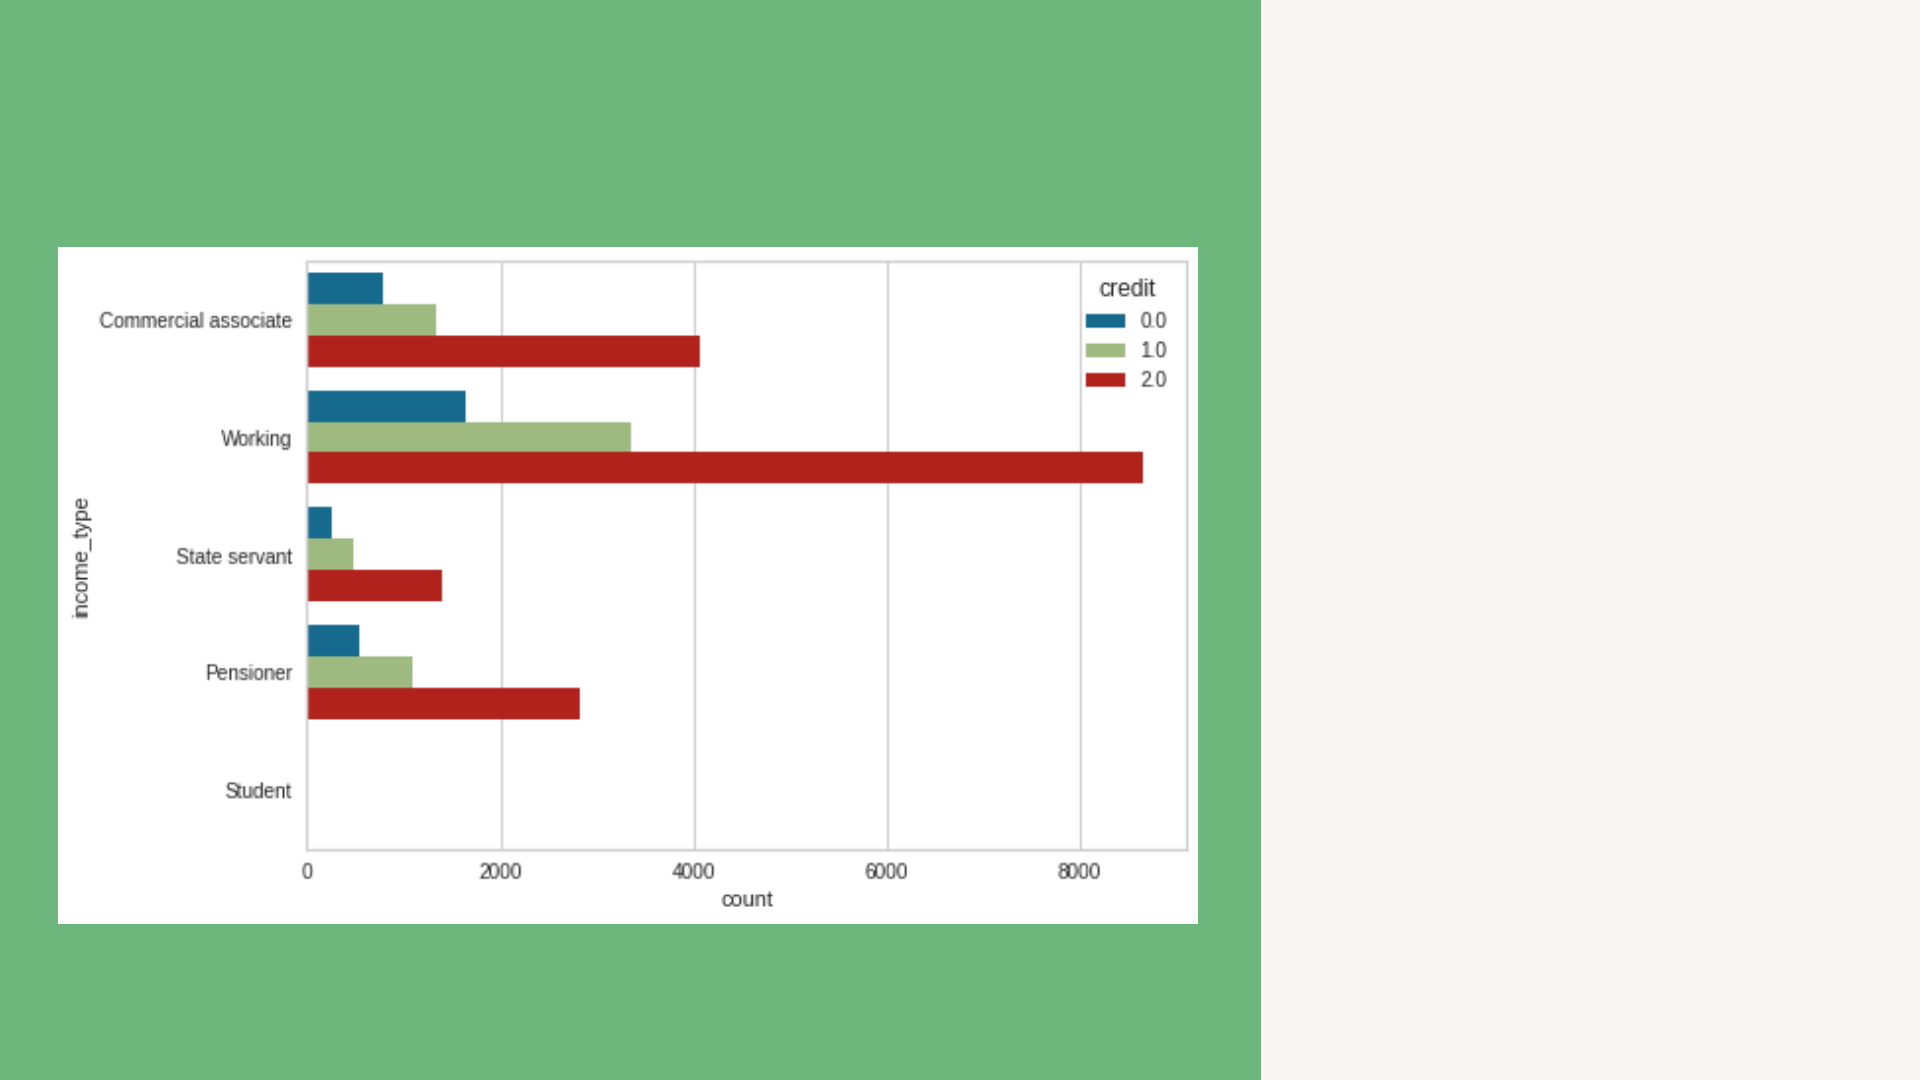 credit
0.0
1.0
2.0
Commercial associate
Working
State servant
Pensioner
Student
income_type
0 2000 4000 6000 8000
count